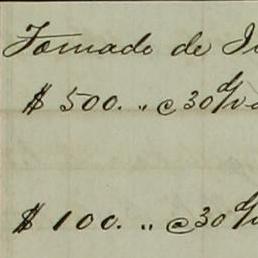 Tomado de
$ 500. „ @ 30 d/v
$ 100. „ @ 30 d/v